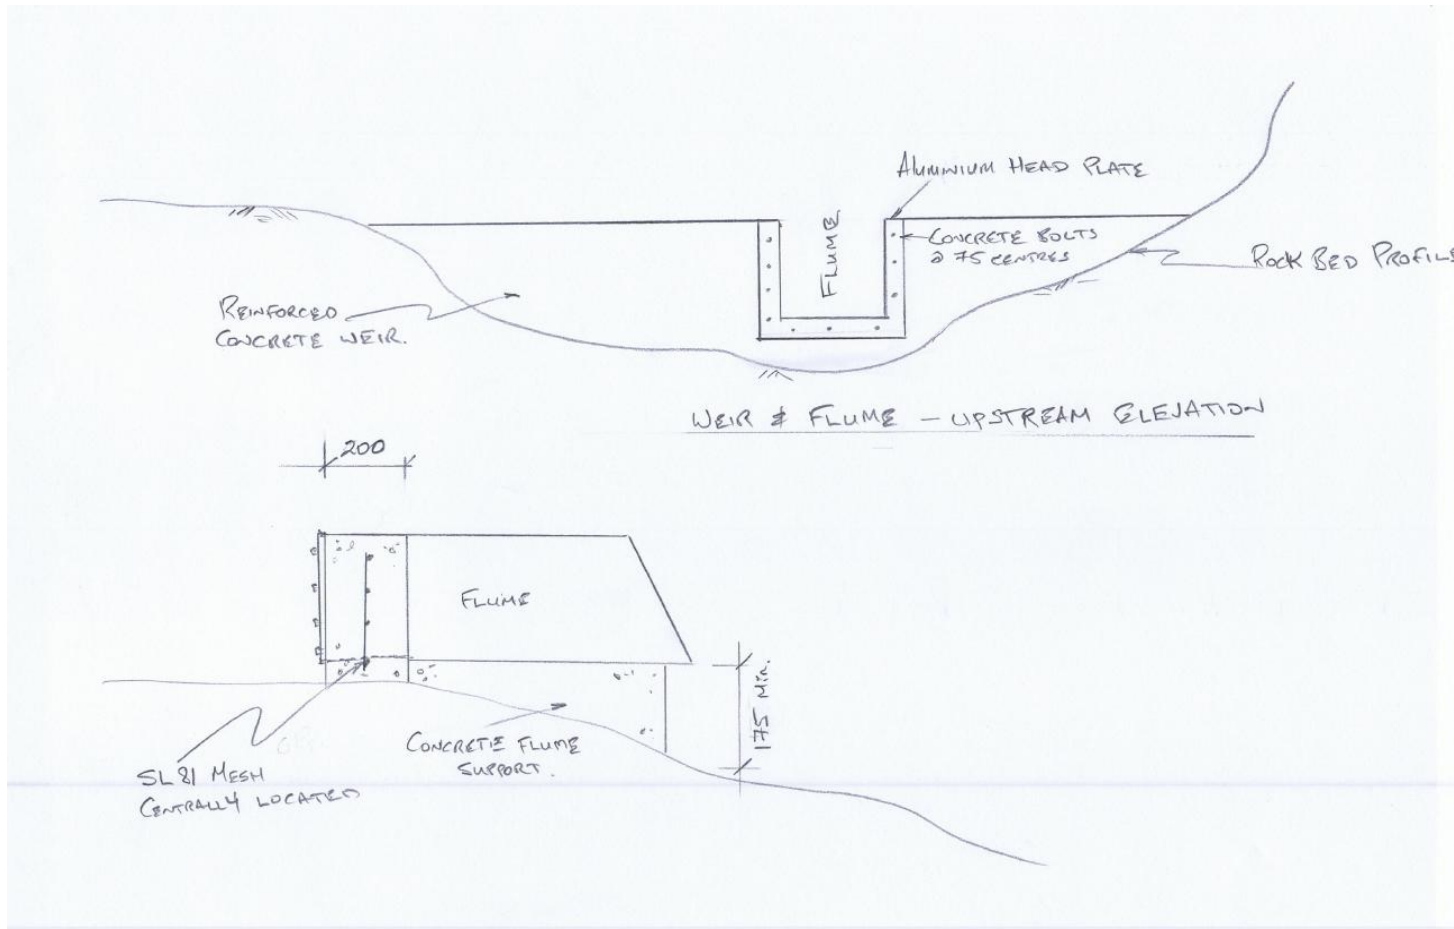 ALUMINIUM HEAD PLATE
FLUME
CONCRETE BOLTS
@ 75 CENTRES
ROCK BED PROFILE
REINFORCED
CONCRETE WEIR.
WEIR & FLUME - UPSTREAM ELEVATION
200
FLUME
175 MIN.
CONCRETE FLUME
SUPPORT.
SL81 MESH
CENTRALLY LOCATED